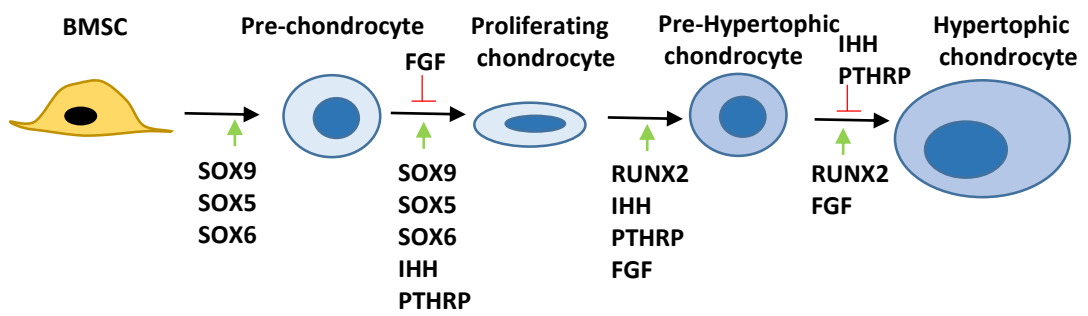 BMSC
Pre-chondrocyte
FGF
Proliferating
chondrocyte
Pre-Hypertophic
chondrocyte
IHH
PTHRP
Hypertophic
chondrocyte
SOX9
SOX5
SOX6
SOX9
SOX5
SOX6
IHH
PTHRP
RUNX2
IHH
PTHRP
FGF
RUNX2
FGF